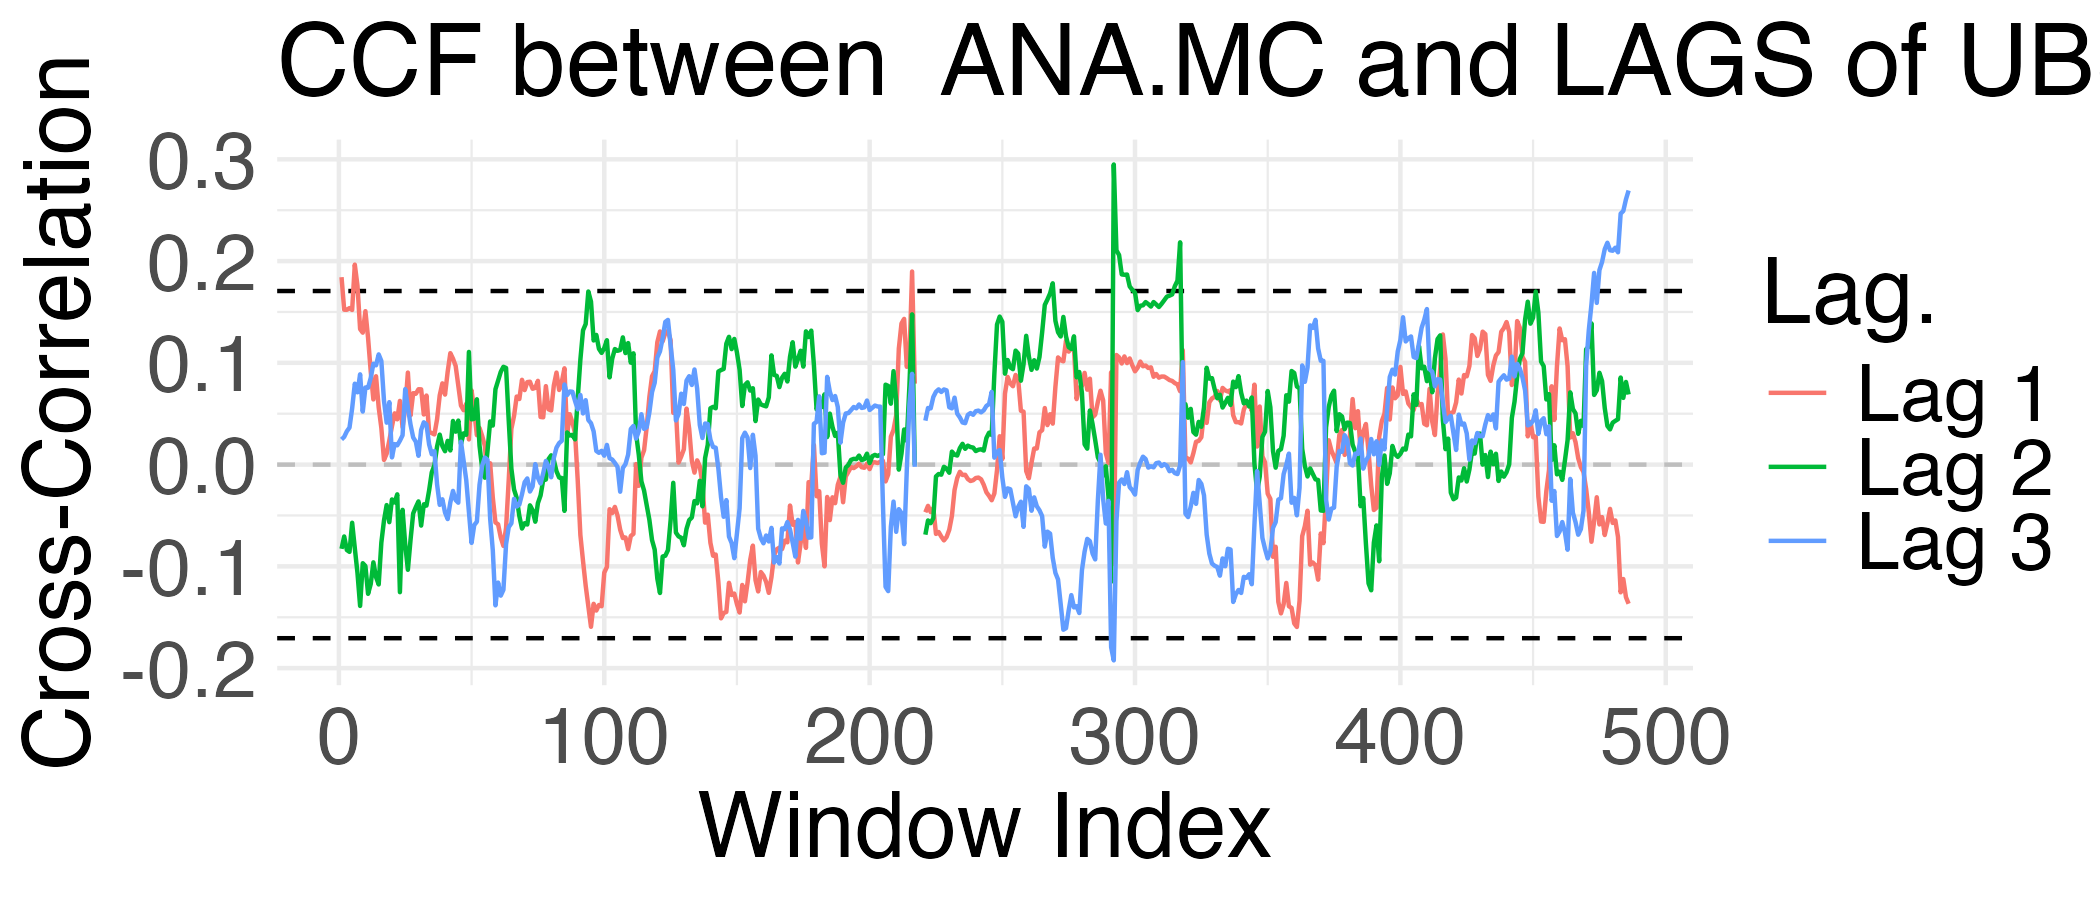 CCF between  ANA.MC and LAGS of UB
Cross-Correlation
0.3
0.2
0.1
0.0
-0.1
-0.2
0 100 200 300 400 500
Window Index
Lag.
Lag 1
Lag 2
Lag 3